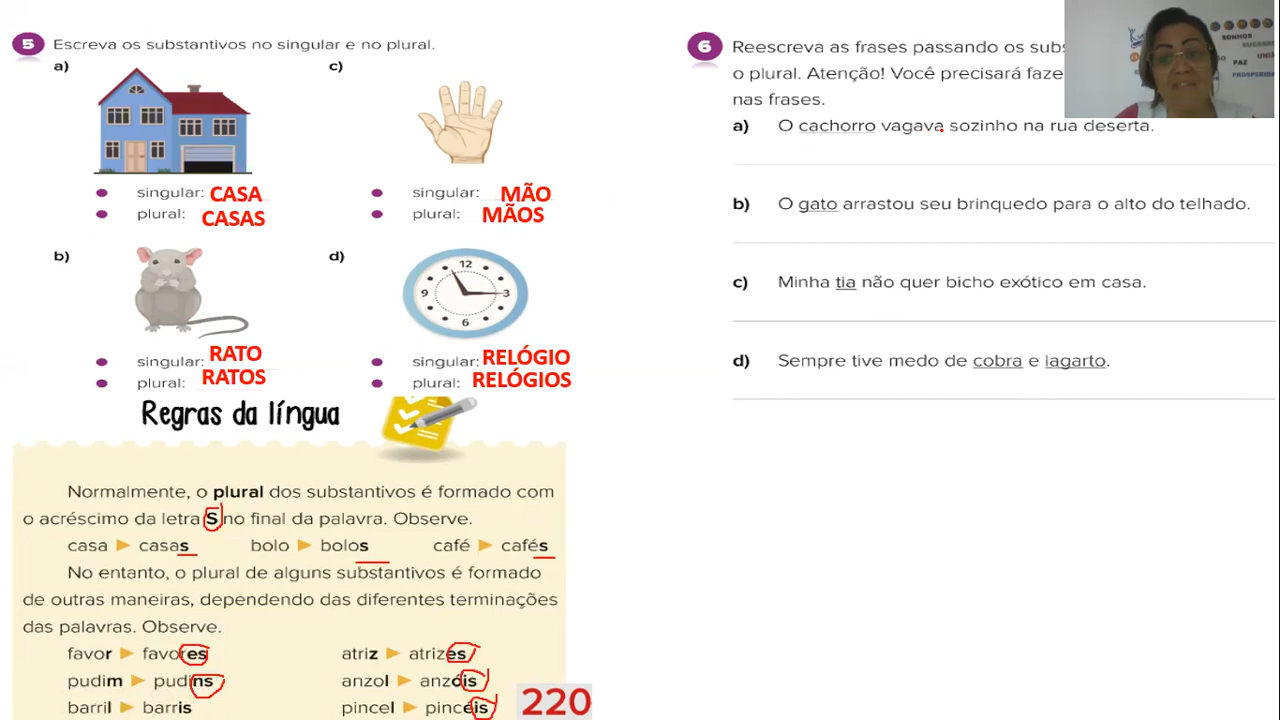 5 Escreva os substantivos no singular e no plural.
a)
singular: CASA
plural: CASAS
c)
singular: MÃO
plural: MÃOS
b)
singular: RATO
plural: RATOS
d)
12
3
6
9
singular: RELÓGIO
plural: RELÓGIOS
Regras da língua
Normalmente, o plural dos substantivos é formado com
o acréscimo da letra S no final da palavra. Observe.
casa casas bolo bolos café cafés
No entanto, o plural de alguns substantivos é formado
de outras maneiras, dependendo das diferentes terminações
das palavras. Observe.
favor favores atriz atrizes
pudim pudins anzol anzóis
barril barris pincel pincéis
220
6 Reescreva as frases passando os
o plural. Atenção! Você precisará
nas frases.
a) O cachorro vagava sozinho na rua deserta.
b) O gato arrastou seu brinquedo para o alto do telhado.
c) Minha tia não quer bicho exótico em casa.
d) Sempre tive medo de cobra e lagarto.
SONHOS
PAZ